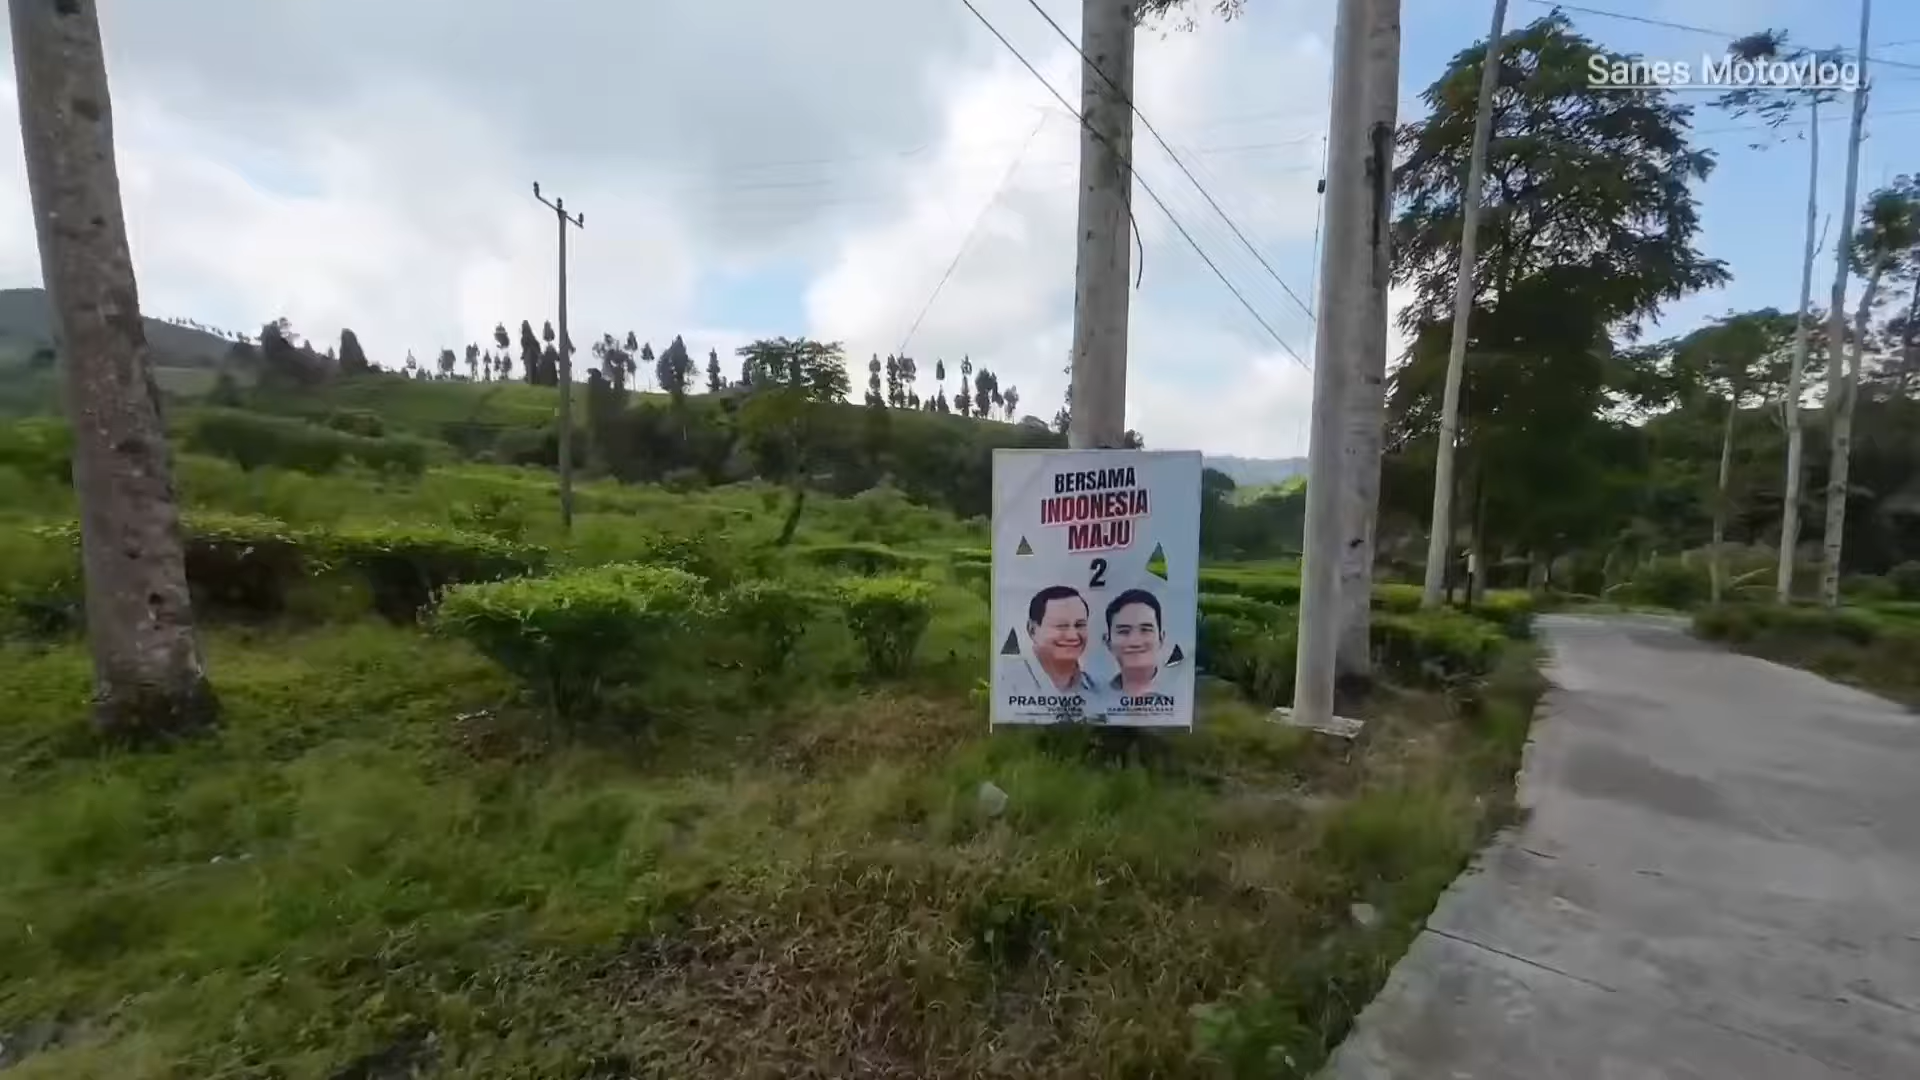 Sanes Motovlog
BERSAMA
INDONESIA
MAJU
2
PRABOWO
GIBRAN